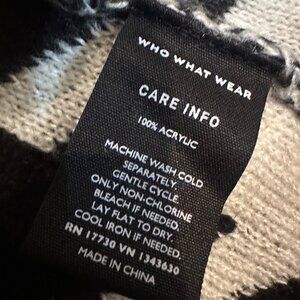 WHO WHAT WEAR
CARE INFO
100% ACRYLIC
MACHINE WASH COLD
SEPARATELY.
GENTLE CYCLE.
ONLY NON-CHLORINE
BLEACH IF NEEDED.
LAY FLAT TO DRY.
COOL IRON IF NEEDED.
RN 17730 VN 1343630
MADE IN CHINA